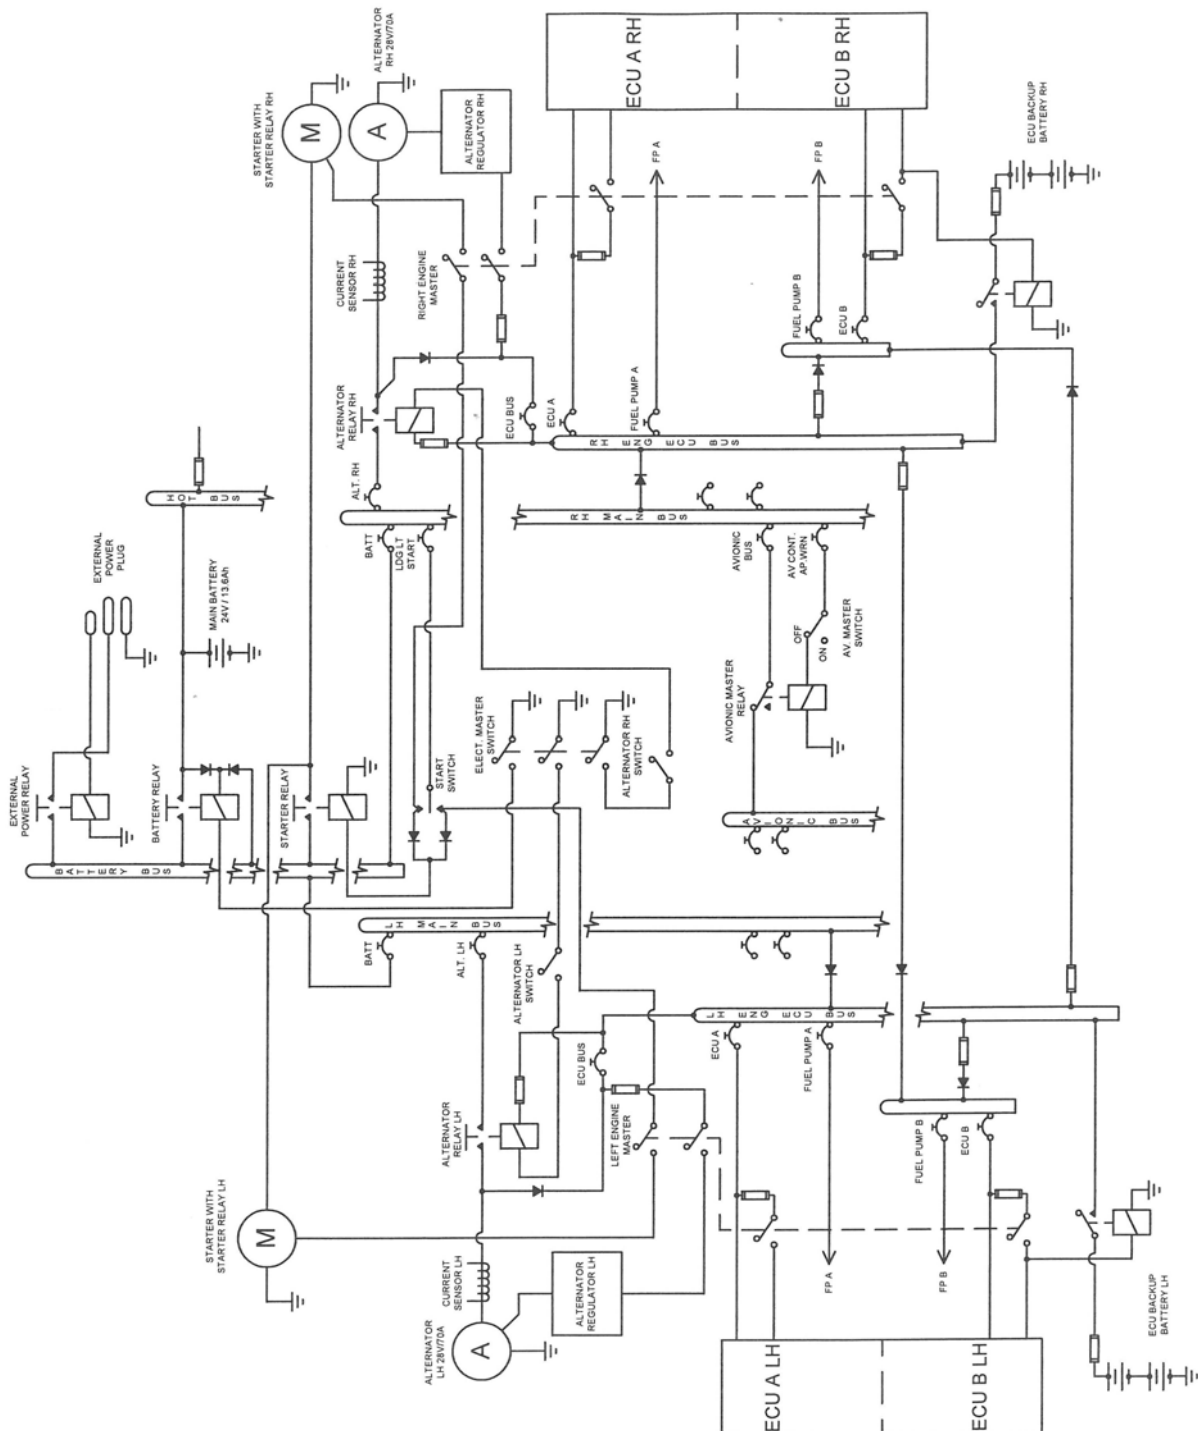 ECU A RH
ECU B RH
ALTERNATOR
RH 28V/70A
A
ALTERNATOR
REGULATOR RH
STARTER WITH
STARTER RELAY RH
M
CURRENT
SENSOR RH
RIGHT ENGINE
MASTER
FP A
FP B
ECU BACKUP
BATTERY RH
ALTERNATOR
RELAY RH
ECU BUS
ECU A
FUEL PUMP A
FUEL PUMP B
ECU B
RH ENG ECU BUS
ALT. RH
HOT BUS
BATT
LDG LT
START
RH MAIN BUS
AVIONIC
BUS
AV CONT.
AP.WRN
EXTERNAL
POWER
PLUG
MAIN BATTERY
24V / 13.6Ah
OFF
ON
AV. MASTER
SWITCH
AVIONIC MASTER
RELAY
ELECT. MASTER
SWITCH
ALTERNATOR RH
SWITCH
START
SWITCH
EXTERNAL
POWER RELAY
BATTERY RELAY
STARTER RELAY
BATTERY BUS
AVIONIC BUS
LH MAIN BUS
BATT
ALT. LH
ALTERNATOR LH
SWITCH
LH ENG ECU BUS
ECU BUS
ECU A
FUEL PUMP A
ALTERNATOR
RELAY LH
LEFT ENGINE
MASTER
FUEL PUMP B
ECU B
STARTER WITH
STARTER RELAY LH
M
CURRENT
SENSOR LH
FP A
FP B
ALTERNATOR
LH 28V/70A
A
ALTERNATOR
REGULATOR LH
ECU BACKUP
BATTERY LH
ECU A LH
ECU B LH